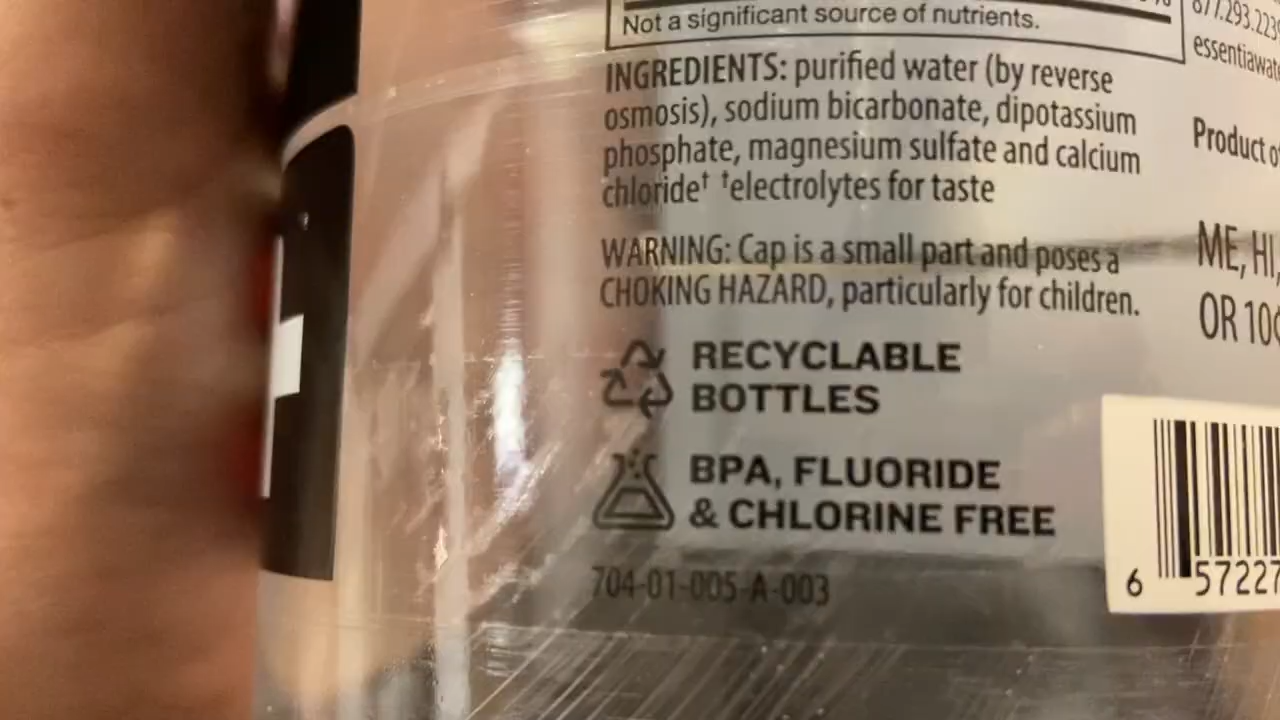 Not a significant source of nutrients.
877.293.2239
INGREDIENTS: purified water (by reverse
osmosis), sodium bicarbonate, dipotassium
phosphate, magnesium sulfate and calcium
chloride† †electrolytes for taste
Product of
WARNING: Cap is a small part and poses a
CHOKING HAZARD, particularly for children.
ME, HI,
OR 10¢
RECYCLABLE
BOTTLES
BPA, FLUORIDE
& CHLORINE FREE
704-01-005-A-003
6 57227